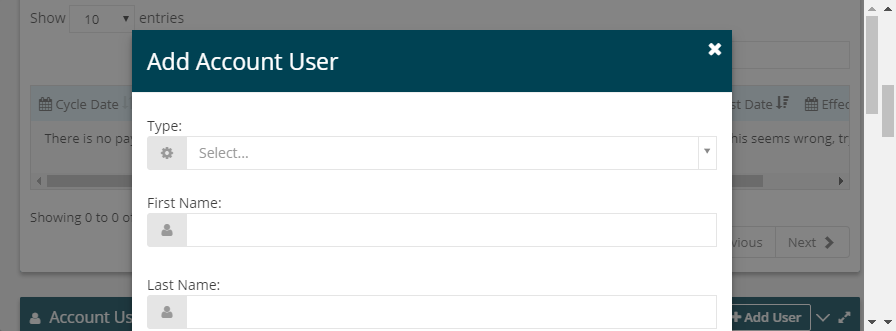 Show 10 entries
Add Account User
Cycle Date
st Date
Effec
Type:
There is no pay
his seems wrong, tr
Select...
First Name:
Showing 0 to 0 of
vious
Next
Last Name:
Account Us
Add User